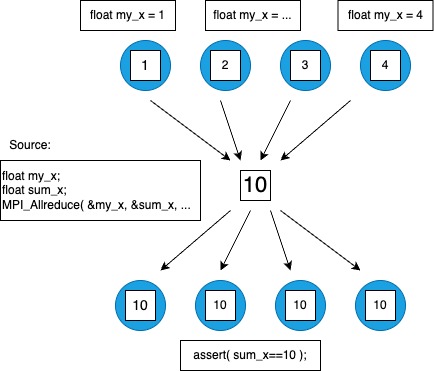 float my_x = 1
float my_x = ...
float my_x = 4
1
2
3
4
Source:
float my_x;
float sum_x;
MPI_Allreduce( &my_x, &sum_x, ...
10
10
10
10
10
assert( sum_x==10 );